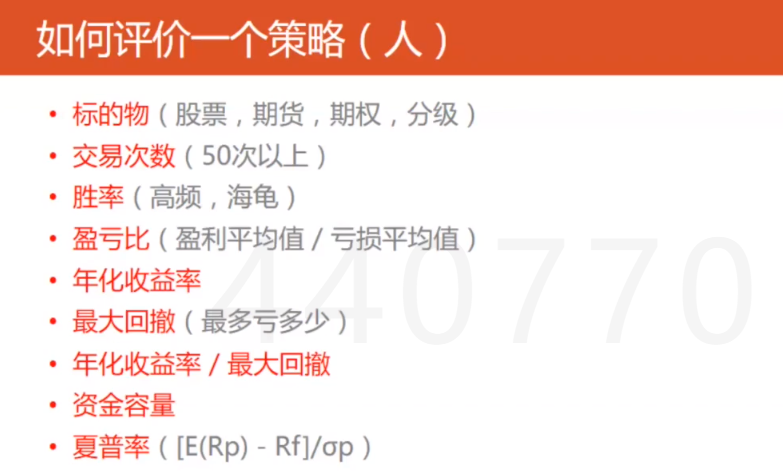 如何评价一个策略（人）
• 标的物（股票，期货，期权，分级）
• 交易次数（50次以上）
• 胜率（高频，海龟）
• 盈亏比（盈利平均值 / 亏损平均值）
• 年化收益率
• 最大回撤（最多亏多少）
• 年化收益率 / 最大回撤
• 资金容量
• 夏普率（[E(Rp) - Rf]/σp）
440770